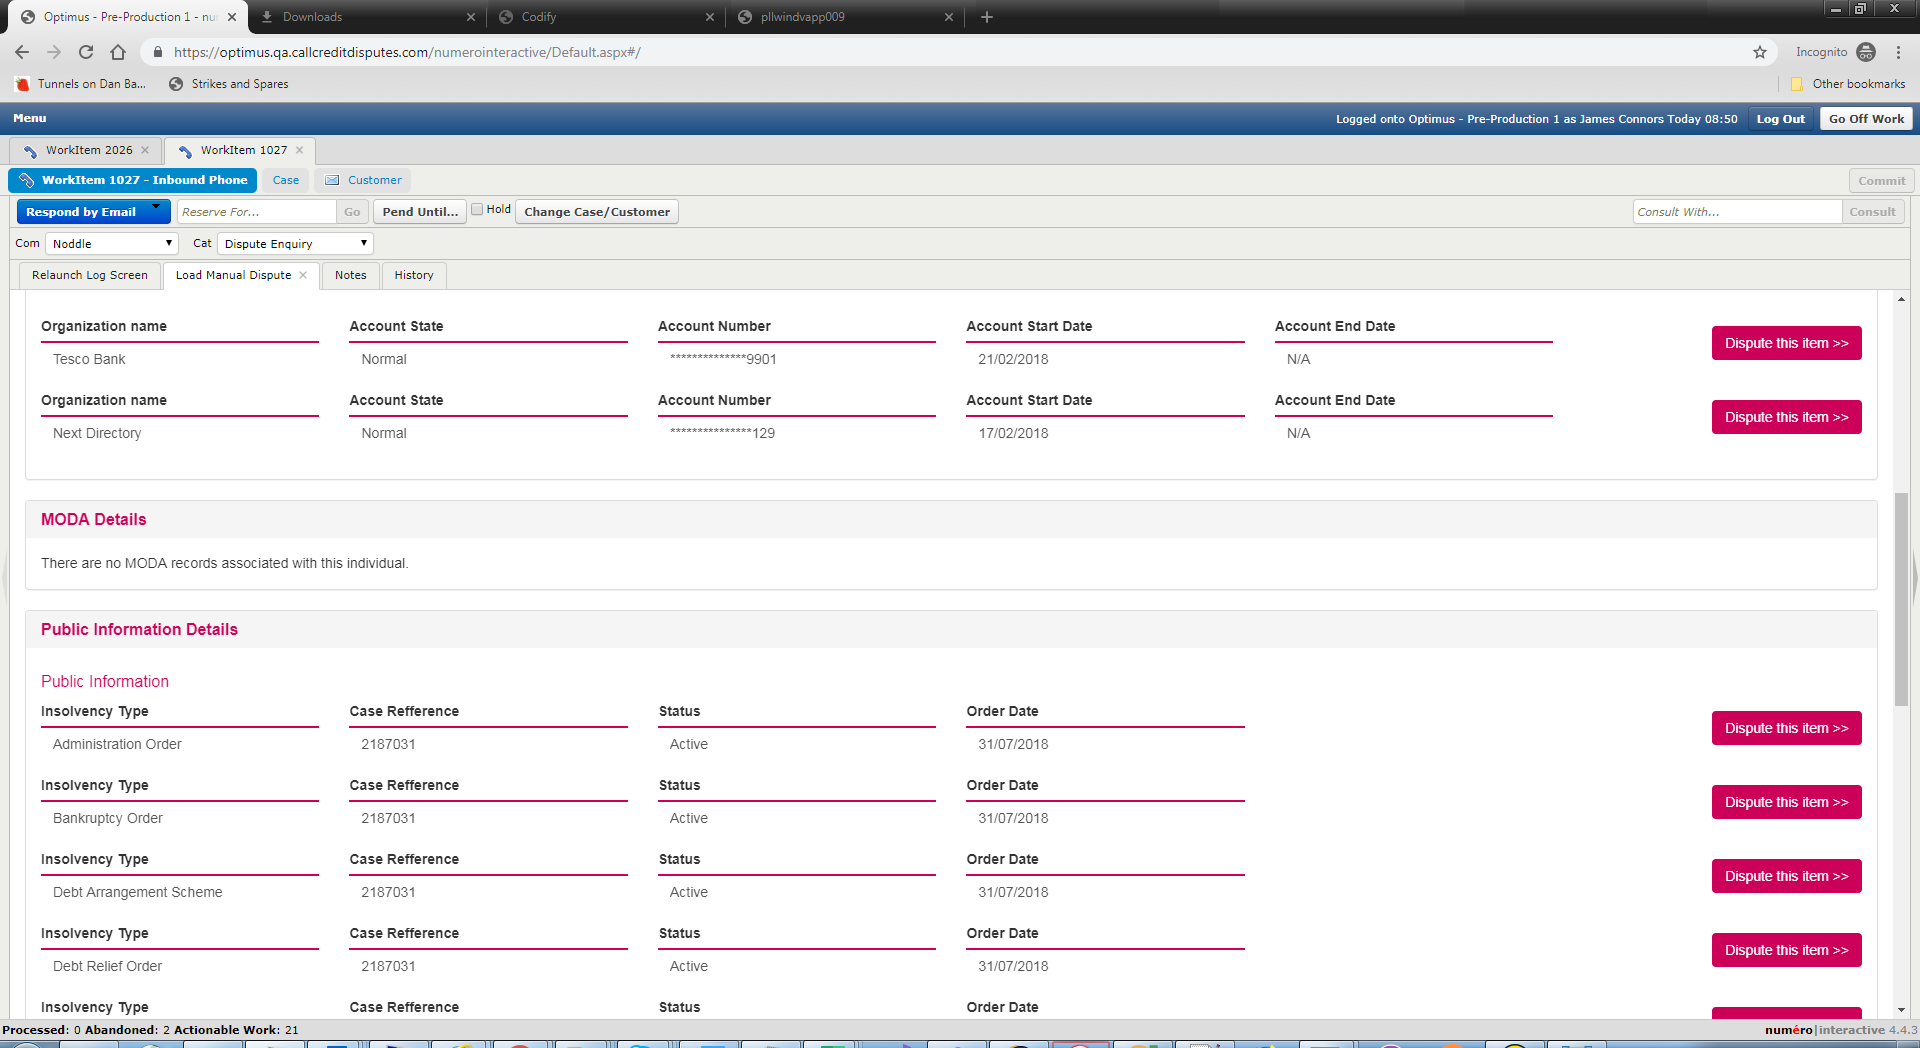 Optimus - Pre-Production 1 - nu
Downloads
Codify
pllwindvapp009
https://optimus.qa.callcreditdisputes.com/numerointeractive/Default.aspx#/
Incognito
Tunnels on Dan Ba...
Strikes and Spares
Other bookmarks
Menu
Logged onto Optimus - Pre-Production 1 as James Connors Today 08:50
Log Out
Go Off Work
WorkItem 2026
WorkItem 1027
WorkItem 1027 - Inbound Phone
Case
Customer
Commit
Respond by Email
Reserve For...
Go
Pend Until...
Hold
Change Case/Customer
Consult With...
Consult
Com Noddle
Cat Dispute Enquiry
Relaunch Log Screen
Load Manual Dispute
Notes
History
Organization name Account State Account Number Account Start Date Account End Date
Dispute this item >>
Tesco Bank Normal **************9901 21/02/2018 N/A
Organization name Account State Account Number Account Start Date Account End Date
Dispute this item >>
Next Directory Normal ***************129 17/02/2018 N/A
MODA Details
There are no MODA records associated with this individual.
Public Information Details
Public Information
Insolvency Type Case Refference Status Order Date
Dispute this item >>
Administration Order 2187031 Active 31/07/2018
Insolvency Type Case Refference Status Order Date
Dispute this item >>
Bankruptcy Order 2187031 Active 31/07/2018
Insolvency Type Case Refference Status Order Date
Dispute this item >>
Debt Arrangement Scheme 2187031 Active 31/07/2018
Insolvency Type Case Refference Status Order Date
Dispute this item >>
Debt Relief Order 2187031 Active 31/07/2018
Insolvency Type Case Refference Status Order Date
Processed: 0 Abandoned: 2 Actionable Work: 21
numéro|interactive 4.4.3